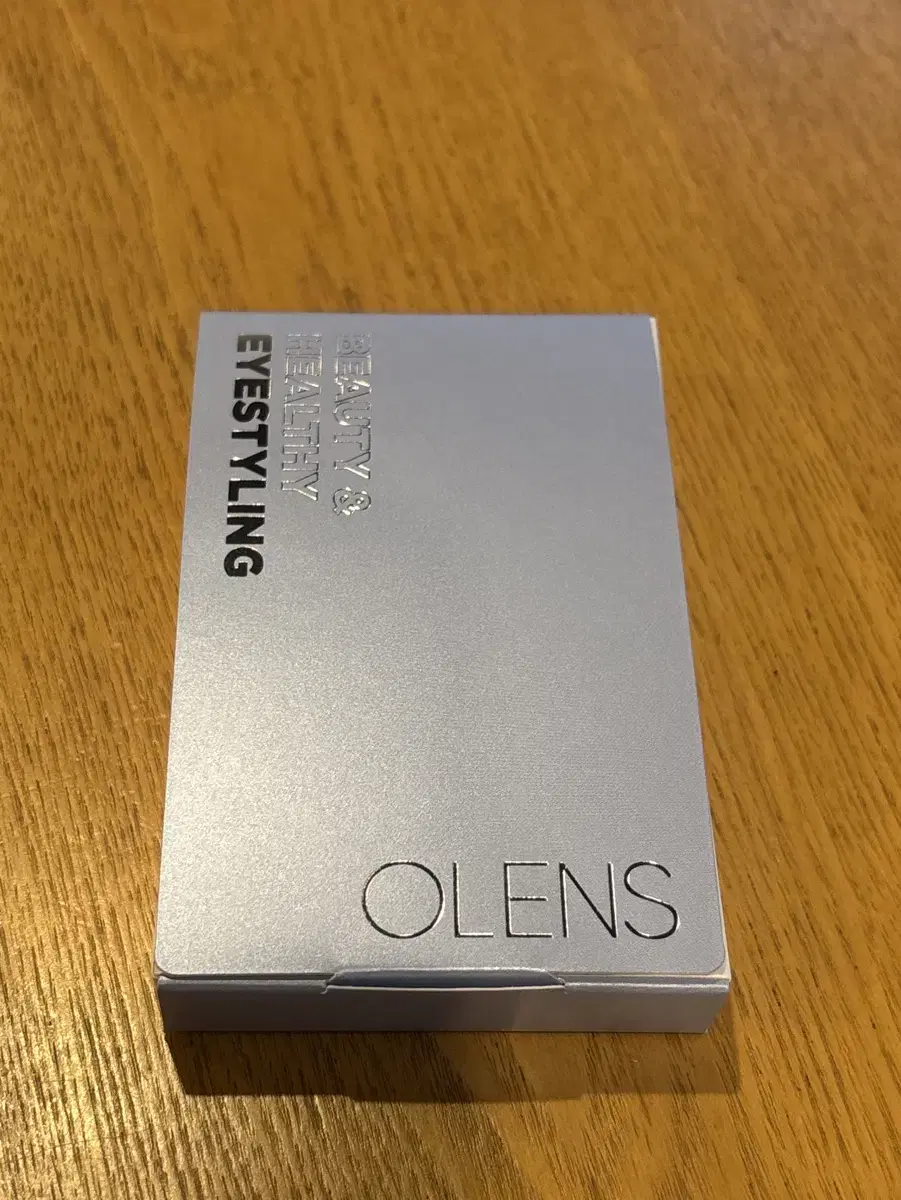 BEAUTY &
HEALTHY
EYESTYLING
OLENS